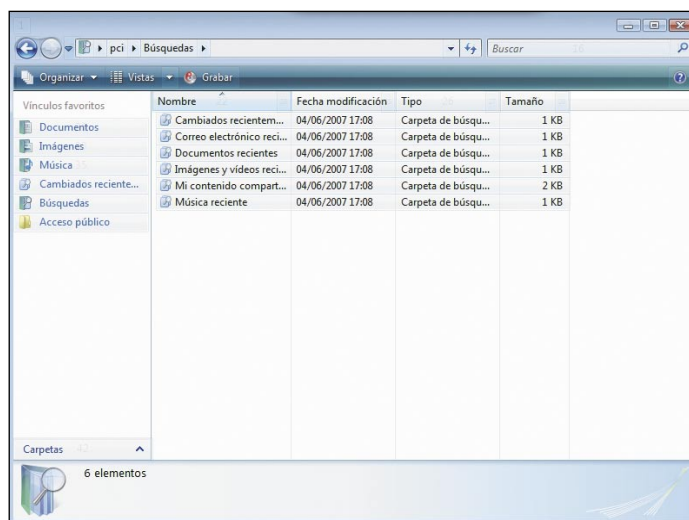 pci Búsquedas Buscar
Organizar Vistas Grabar
Vínculos favoritos
Documentos
Imágenes
Música
Cambiados reciente...
Búsquedas
Acceso público
Carpetas
Nombre Fecha modificación Tipo Tamaño
Cambiados recientem... 04/06/2007 17:08 Carpeta de búsqu... 1 KB
Correo electrónico reci... 04/06/2007 17:08 Carpeta de búsqu... 1 KB
Documentos recientes 04/06/2007 17:08 Carpeta de búsqu... 1 KB
Imágenes y vídeos reci... 04/06/2007 17:08 Carpeta de búsqu... 1 KB
Mi contenido compart... 04/06/2007 17:08 Carpeta de búsqu... 2 KB
Música reciente 04/06/2007 17:08 Carpeta de búsqu... 1 KB
6 elementos